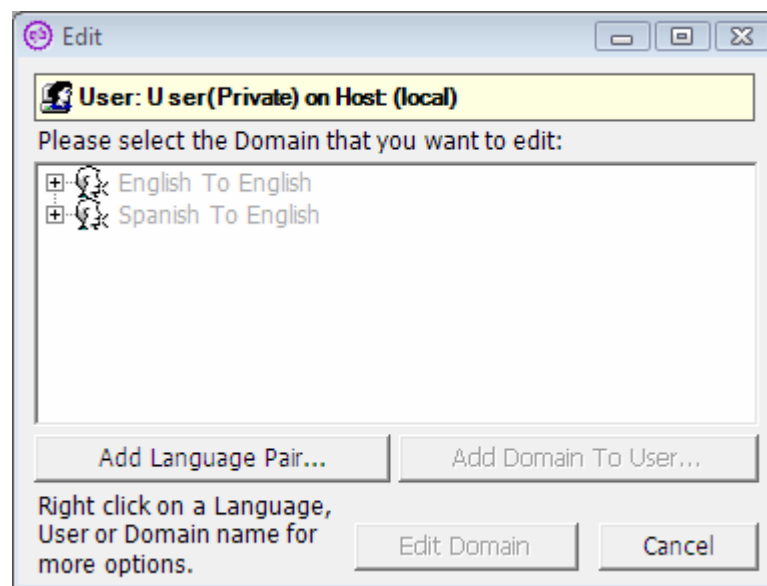 Edit
User: U ser(Private) on Host: (local)
Please select the Domain that you want to edit:
English To English
Spanish To English
Add Language Pair... Add Domain To User...
Right click on a Language,
User or Domain name for
more options.
Edit Domain Cancel